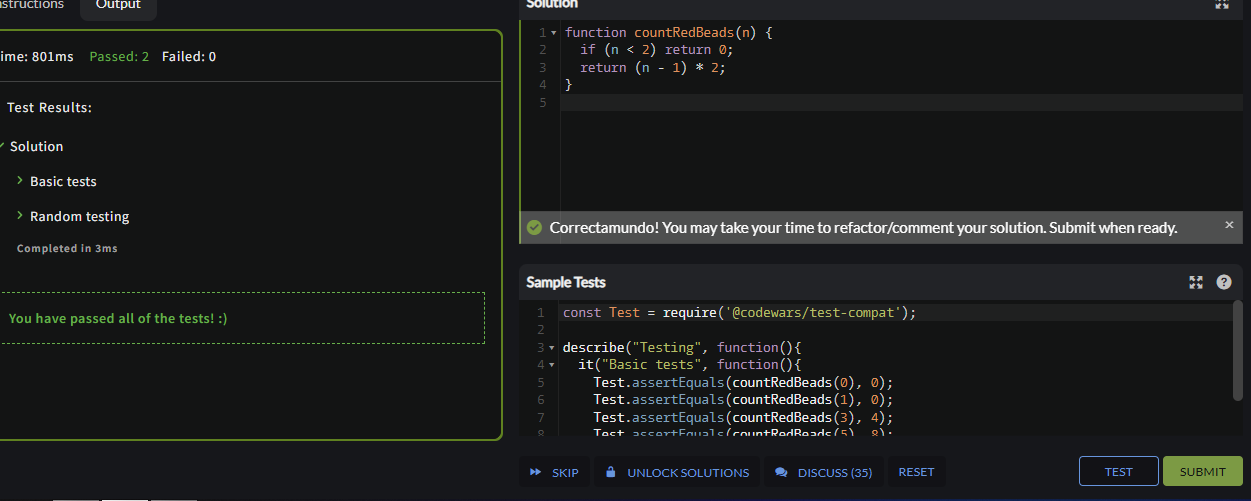 nstructions
Output
ime: 801ms Passed: 2 Failed: 0
Test Results:
Solution
Basic tests
Random testing
Completed in 3ms
You have passed all of the tests! :)
Solution
1 function countRedBeads(n) {
2 if (n < 2) return 0;
3 return (n - 1) * 2;
4 }
5
Correctamundo! You may take your time to refactor/comment your solution. Submit when ready. ×
Sample Tests ?
1 const Test = require('@codewars/test-compat');
2
3 describe("Testing", function(){
4 it("Basic tests", function(){
5 Test.assertEquals(countRedBeads(0), 0);
6 Test.assertEquals(countRedBeads(1), 0);
7 Test.assertEquals(countRedBeads(3), 4);
8 Test.assertEquals(countRedBeads(5), 8);
SKIP UNLOCK SOLUTIONS DISCUSS (35) RESET TEST SUBMIT